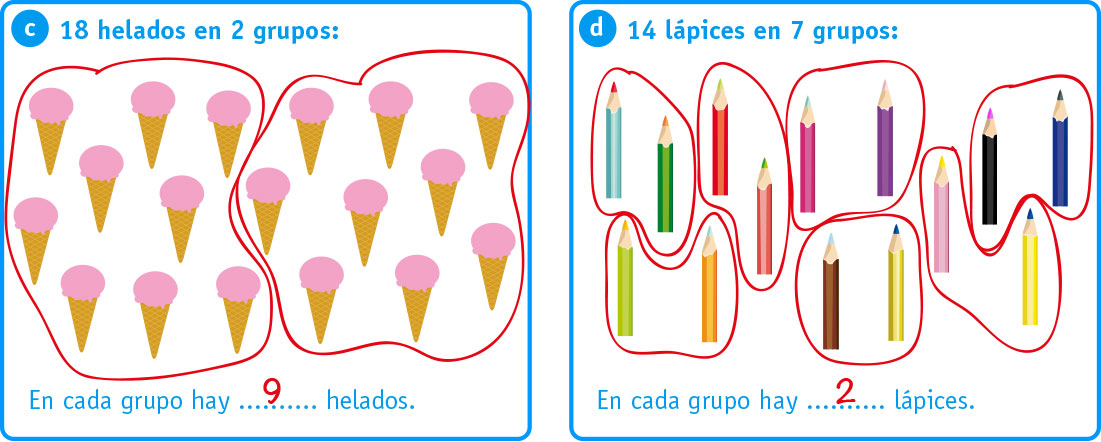 c 18 helados en 2 grupos:
En cada grupo hay ....9...... helados.
d 14 lápices en 7 grupos:
En cada grupo hay ....2...... lápices.